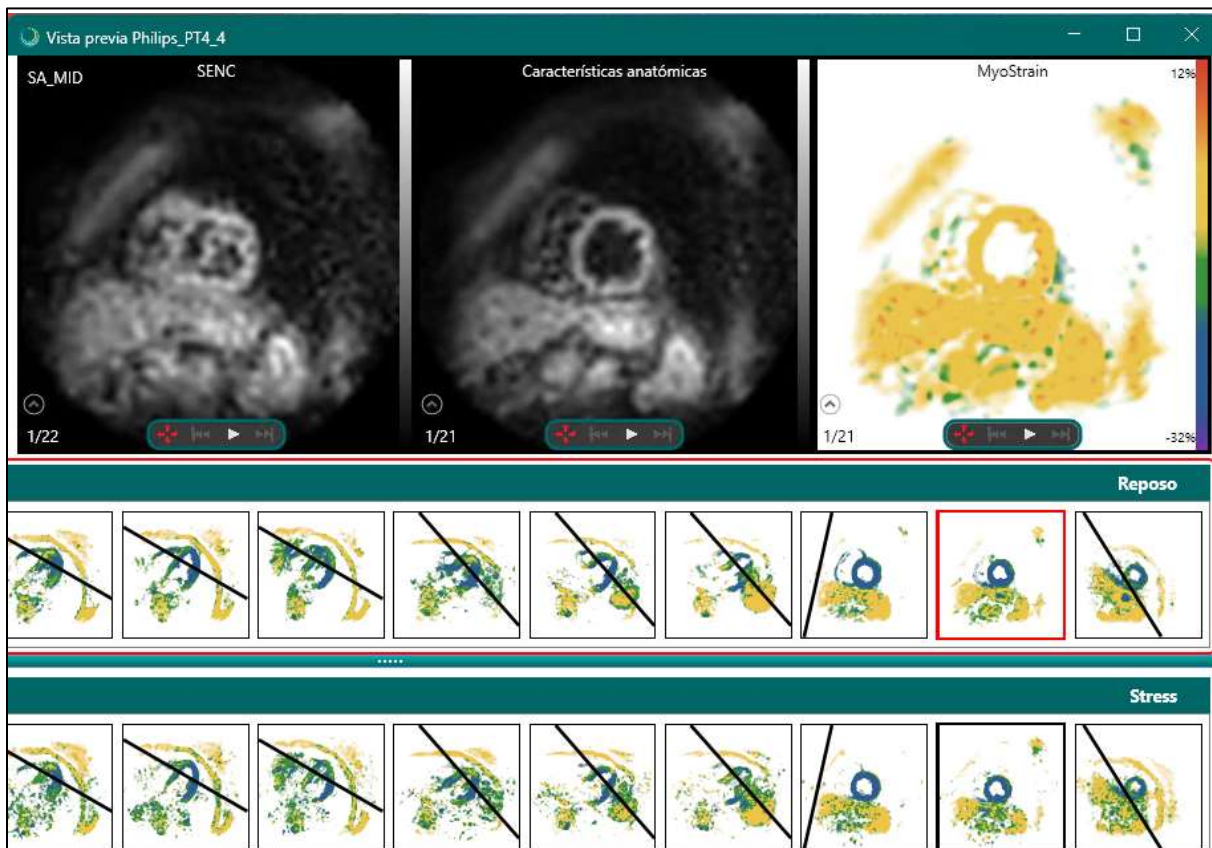 Vista previa Philips_PT4_4
SA_MID
SENC
Características anatómicas
MyoStrain
12%
1/22
1/21
1/21
-32%
Reposo
Stress